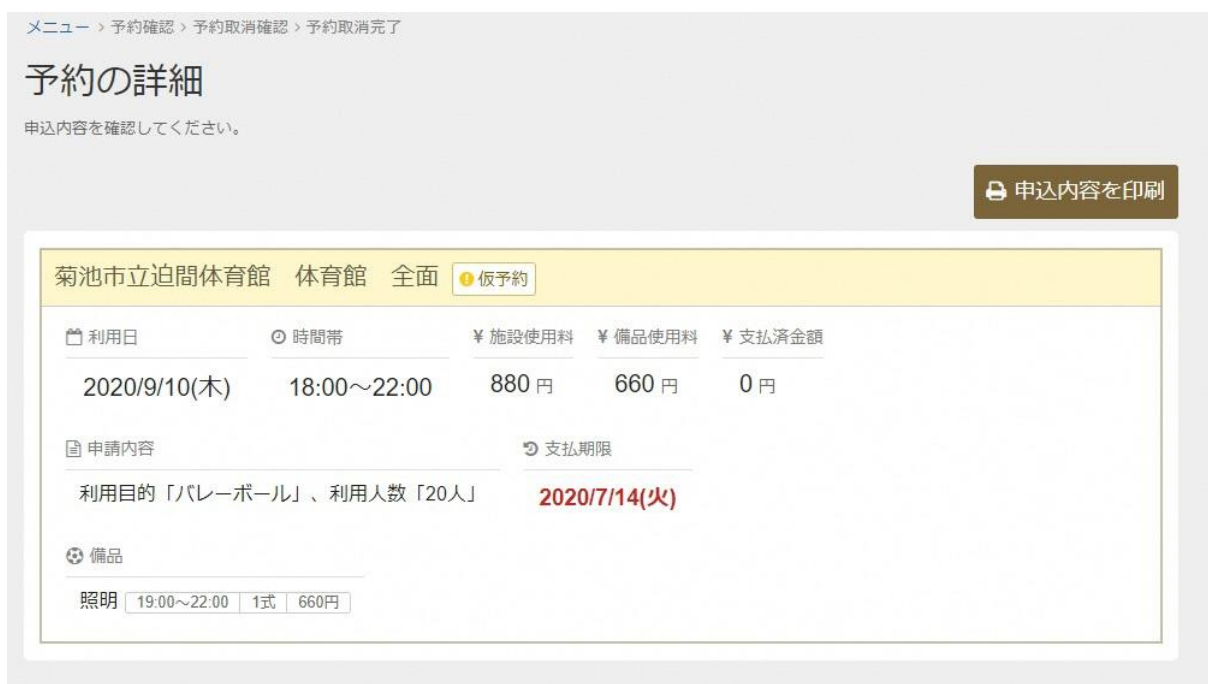 メニュー > 予約確認 > 予約取消確認 > 予約取消完了
予約の詳細
申込内容を確認してください。
申込内容を印刷
菊池市立迫間体育館 体育館 全面 仮予約
利用日 時間帯 ¥ 施設使用料 ¥ 備品使用料 ¥ 支払済金額
2020/9/10(木) 18:00～22:00 880 円 660 円 0 円
申請内容 支払期限
利用目的「バレーボール」、利用人数「20人」 2020/7/14(火)
備品
照明 19:00～22:00 1式 660円